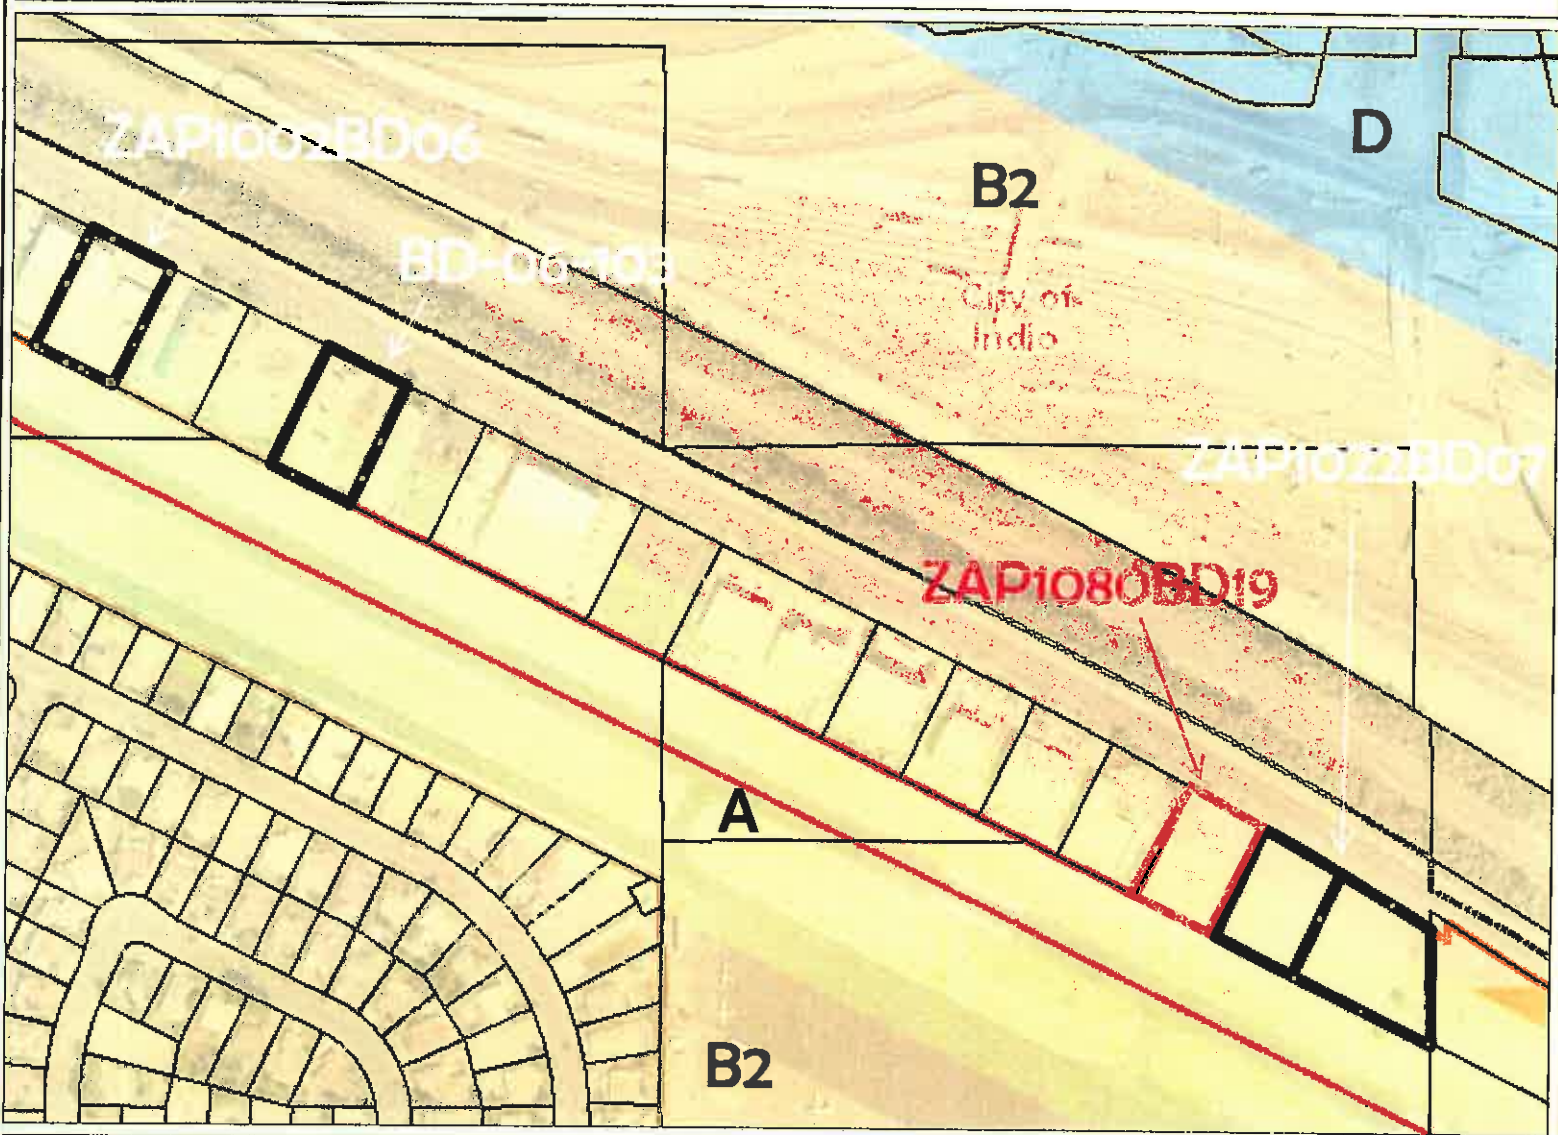 ZAP1002BD06
D
B2
BD-06-103
City of
Indio
ZAP1022BD07
ZAP1080BD19
A
B2